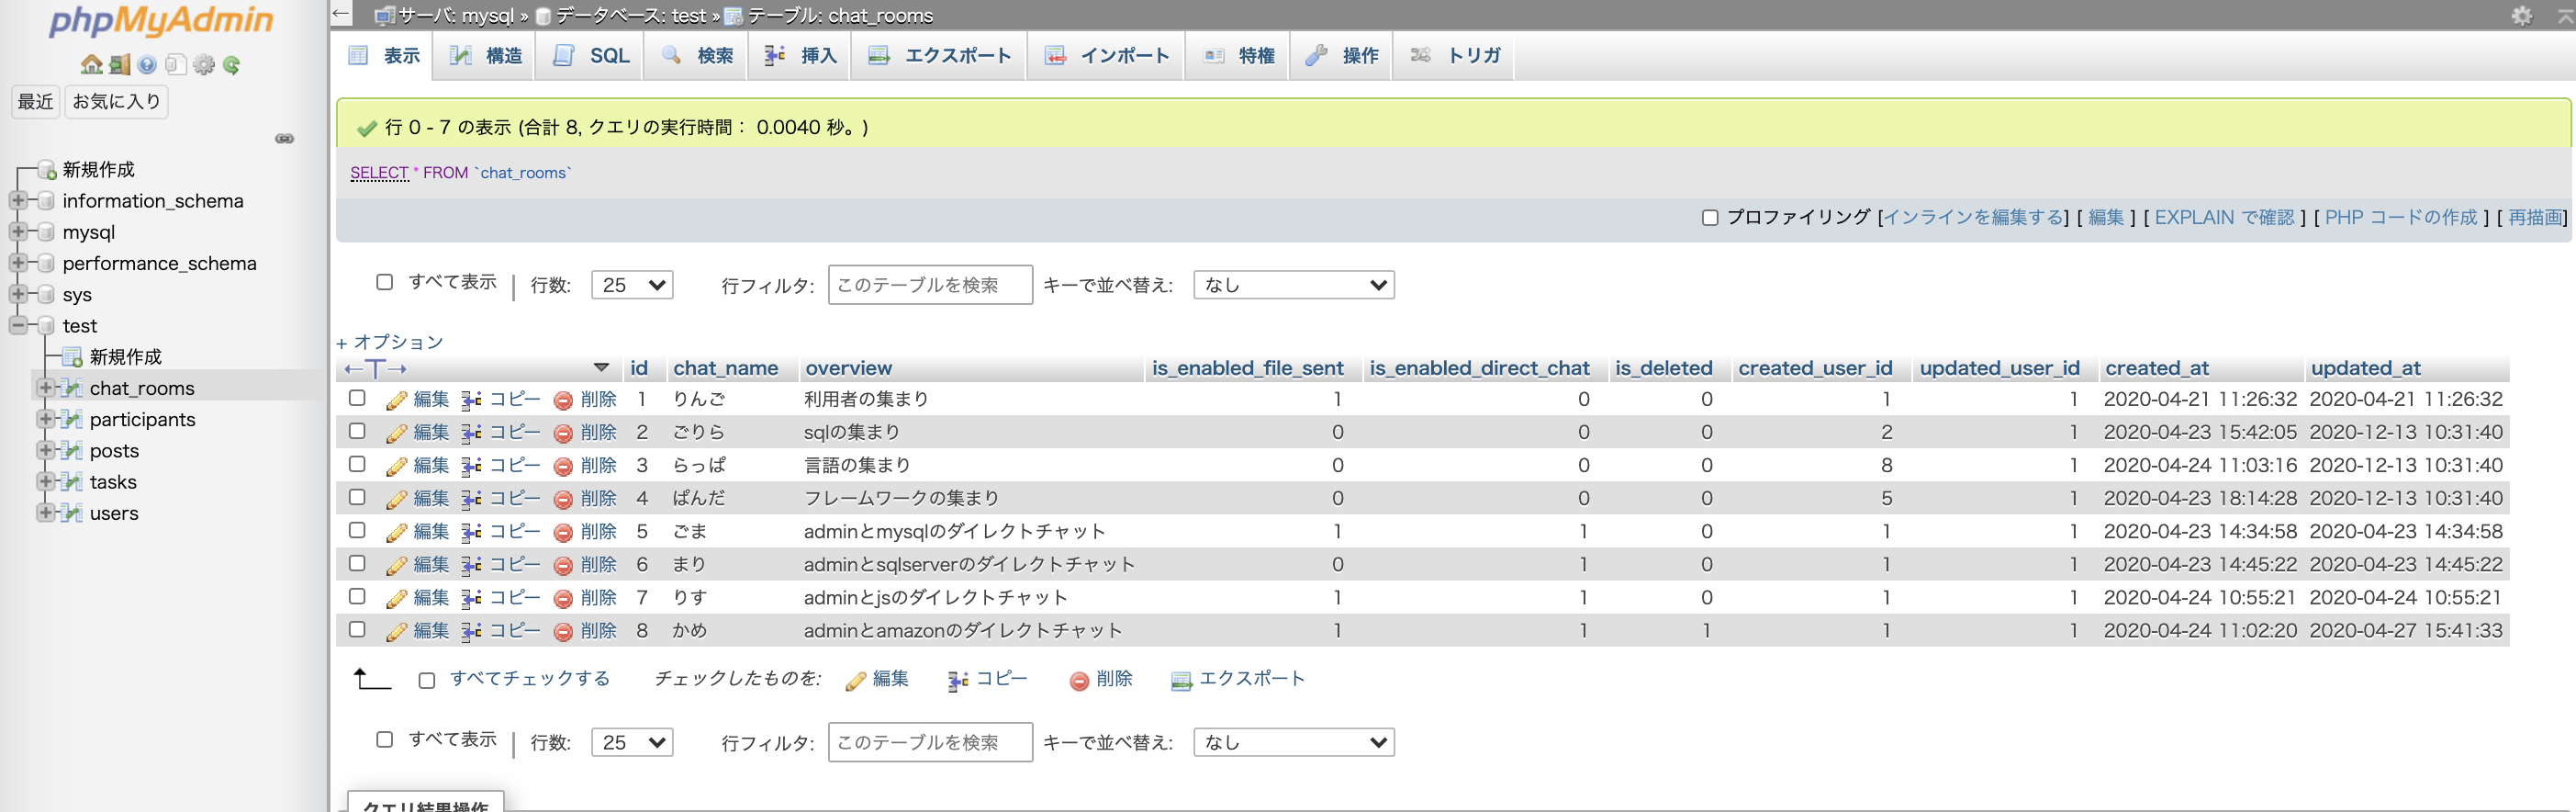 phpMyAdmin
最近 お気に入り
新規作成
information_schema
mysql
performance_schema
sys
test
新規作成
chat_rooms
participants
posts
tasks
users
← サーバ: mysql » データベース: test » テーブル: chat_rooms
表示 構造 SQL 検索 挿入 エクスポート インポート 特権 操作 トリガ
行 0 - 7 の表示 (合計 8, クエリの実行時間： 0.0040 秒。)
SELECT * FROM `chat_rooms`
プロファイリング [インラインを編集する] [ 編集 ] [ EXPLAIN で確認 ] [ PHP コードの作成 ] [ 再描画]
すべて表示 | 行数: 25 行フィルタ: このテーブルを検索 キーで並べ替え: なし
+ オプション
←T→ id chat_name overview is_enabled_file_sent is_enabled_direct_chat is_deleted created_user_id updated_user_id created_at updated_at
編集 コピー 削除 1 りんご 利用者の集まり 1 0 0 1 1 2020-04-21 11:26:32 2020-04-21 11:26:32
編集 コピー 削除 2 ごりら sqlの集まり 0 0 0 2 1 2020-04-23 15:42:05 2020-12-13 10:31:40
編集 コピー 削除 3 らっぱ 言語の集まり 0 0 0 8 1 2020-04-24 11:03:16 2020-12-13 10:31:40
編集 コピー 削除 4 ぱんだ フレームワークの集まり 0 0 0 5 1 2020-04-23 18:14:28 2020-12-13 10:31:40
編集 コピー 削除 5 ごま adminとmysqlのダイレクトチャット 1 1 0 1 1 2020-04-23 14:34:58 2020-04-23 14:34:58
編集 コピー 削除 6 まり adminとsqlserverのダイレクトチャット 0 1 0 1 1 2020-04-23 14:45:22 2020-04-23 14:45:22
編集 コピー 削除 7 りす adminとjsのダイレクトチャット 1 1 0 1 1 2020-04-24 10:55:21 2020-04-24 10:55:21
編集 コピー 削除 8 かめ adminとamazonのダイレクトチャット 1 1 1 1 1 2020-04-24 11:02:20 2020-04-27 15:41:33
すべてチェックする チェックしたものを: 編集 コピー 削除 エクスポート
すべて表示 | 行数: 25 行フィルタ: このテーブルを検索 キーで並べ替え: なし
クエリ結果操作